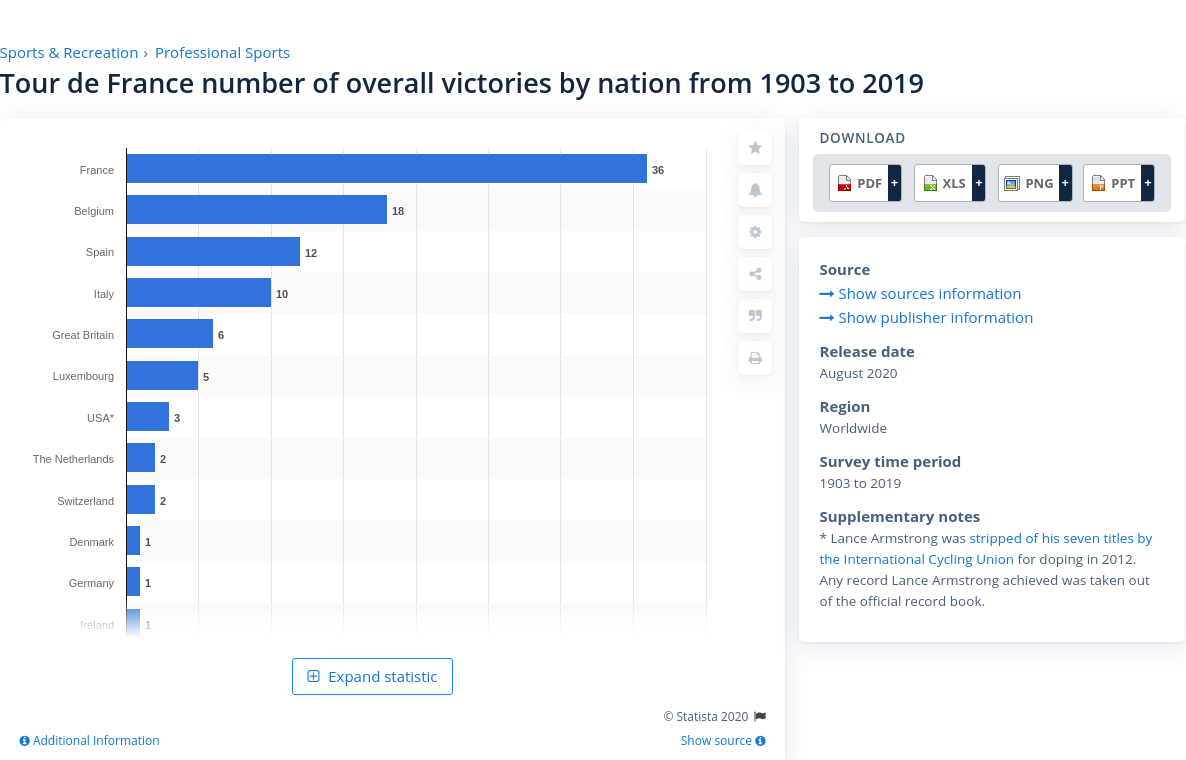 Sports & Recreation › Professional Sports
Tour de France number of overall victories by nation from 1903 to 2019
France 36
Belgium 18
Spain 12
Italy 10
Great Britain 6
Luxembourg 5
USA* 3
The Netherlands 2
Switzerland 2
Denmark 1
Germany 1
Ireland 1
Expand statistic
© Statista 2020
Additional Information
Show source
DOWNLOAD
PDF + XLS + PNG + PPT +
Source
Show sources information
Show publisher information
Release date
August 2020
Region
Worldwide
Survey time period
1903 to 2019
Supplementary notes
* Lance Armstrong was stripped of his seven titles by
the International Cycling Union for doping in 2012.
Any record Lance Armstrong achieved was taken out
of the official record book.